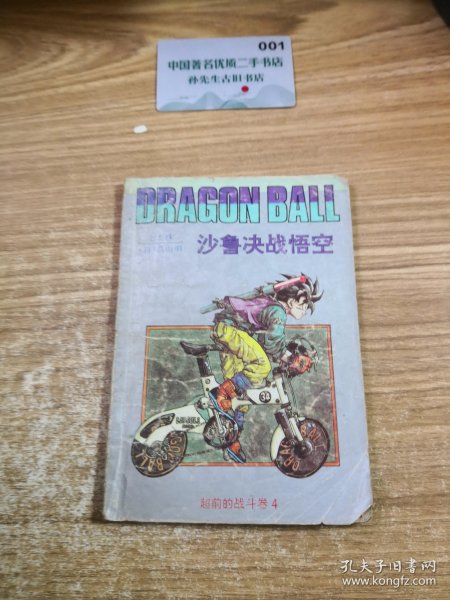 001
中国著名优质二手书店
孙先生古旧书店
DRAGON BALL
沙鲁决战悟空
超前的战斗卷 4
孔夫子旧书网
www.kongfz.com